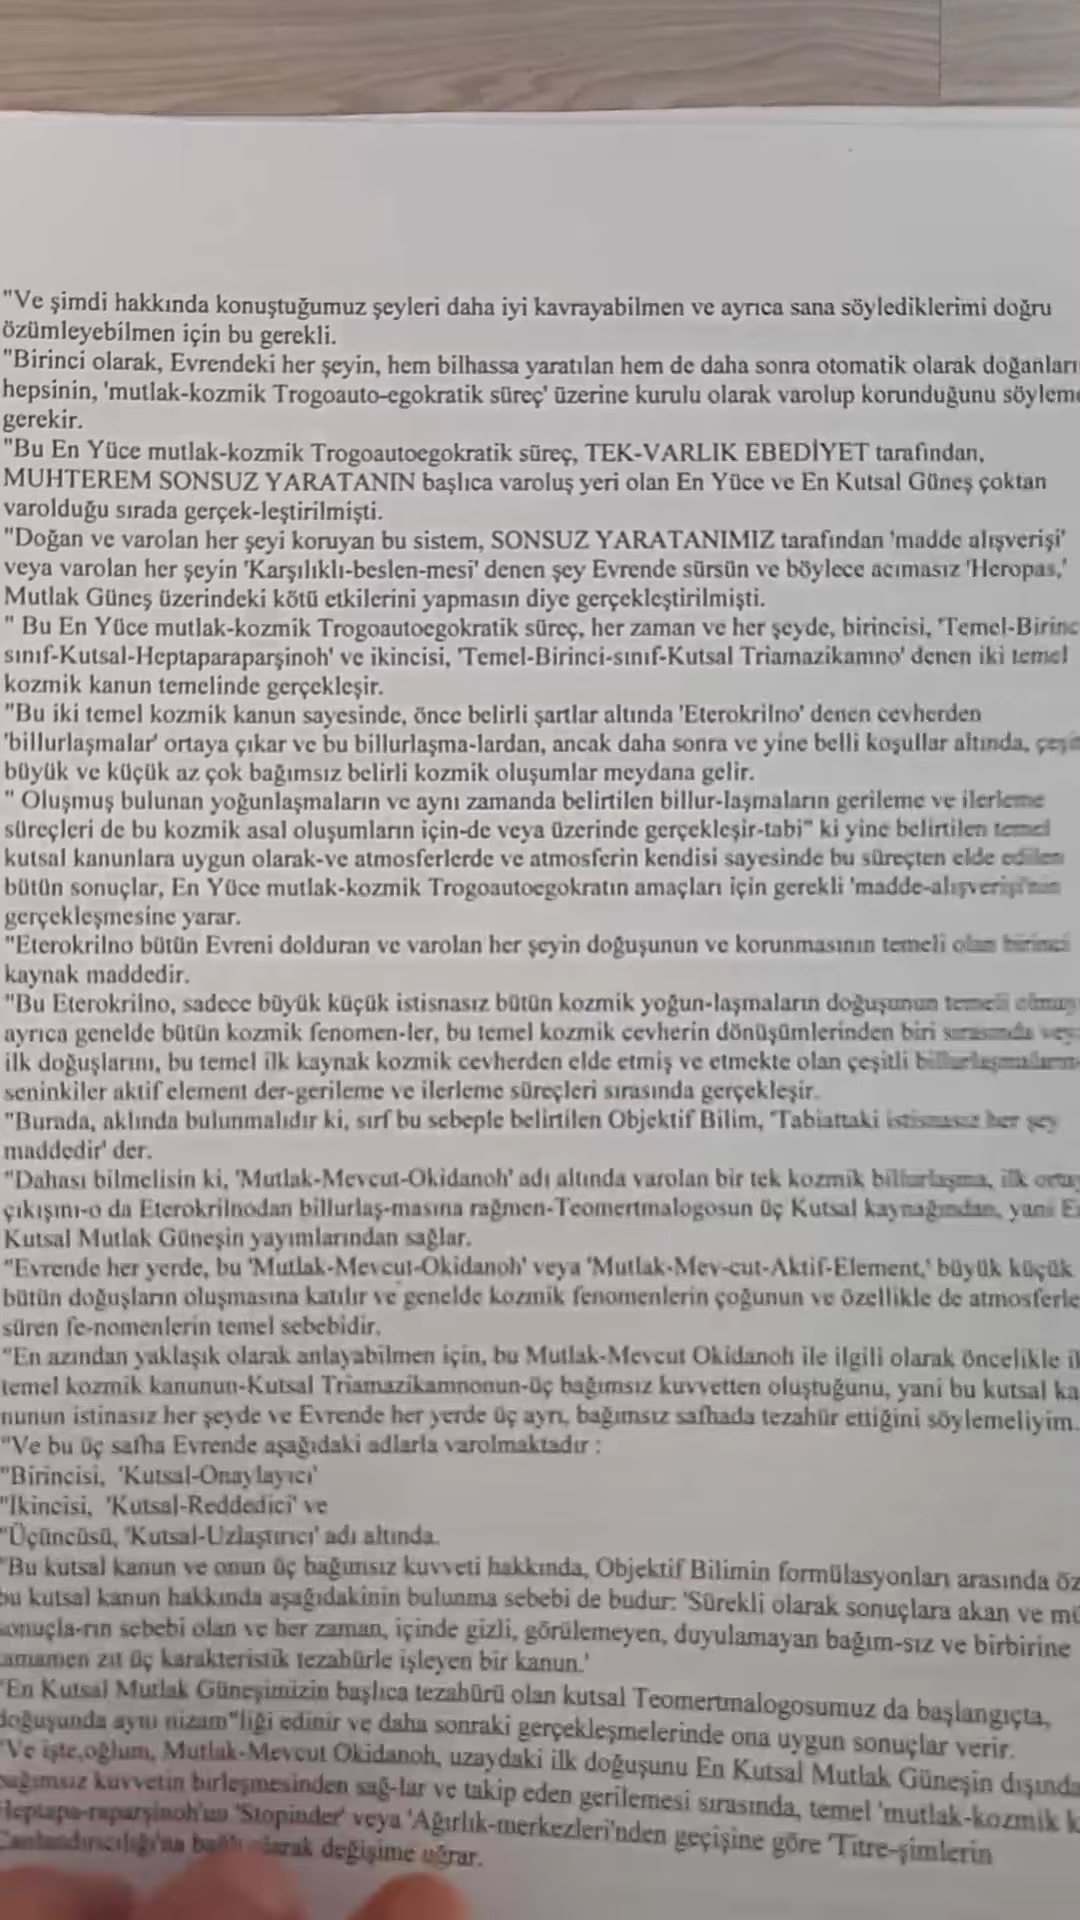 "Ve şimdi hakkında konuştuğumuz şeyleri daha iyi kavrayabilmen ve ayrıca sana söylediklerimi doğru
özümleyebilmen için bu gerekli.
"Birinci olarak, Evrendeki her şeyin, hem bilhassa yaratılan hem de daha sonra otomatik olarak doğanları
hepsinin, 'mutlak-kozmik Trogoauto-egokratik süreç' üzerine kurulu olarak varolup korunduğunu söyleme
gerekir.
"Bu En Yüce mutlak-kozmik Trogoautoegokratik süreç, TEK-VARLIK EBEDİYET tarafından,
MUHTEREM SONSUZ YARATANIN başlıca varoluş yeri olan En Yüce ve En Kutsal Güneş çoktan
varolduğu sırada gerçek-leştirilmişti.
"Doğan ve varolan her şeyi koruyan bu sistem, SONSUZ YARATANIMIZ tarafından 'madde alışverişi'
veya varolan her şeyin 'Karşılıklı-beslen-mesi' denen şey Evrende sürsün ve böylece acımasız 'Heropas,'
Mutlak Güneş üzerindeki kötü etkilerini yapmasın diye gerçekleştirilmişti.
" Bu En Yüce mutlak-kozmik Trogoautoegokratik süreç, her zaman ve her şeyde, birincisi, 'Temel-Birinc
sınıf-Kutsal-Heptaparaparşinoh' ve ikincisi, 'Temel-Birinci-sınıf-Kutsal Triamazikamno' denen iki temel
kozmik kanun temelinde gerçekleşir.
"Bu iki temel kozmik kanun sayesinde, önce belirli şartlar altında 'Eterokrilno' denen cevherden
'billurlaşmalar' ortaya çıkar ve bu billurlaşma-lardan, ancak daha sonra ve yine belli koşullar altında,
büyük ve küçük az çok bağımsız belirli kozmik oluşumlar meydana gelir.
" Oluşmuş bulunan yoğunlaşmaların ve aynı zamanda belirtilen billur-laşmaların gerileme ve ilerleme
süreçleri de bu kozmik asal oluşumların için-de veya üzerinde gerçekleşir-tabi" ki yine belirtilen temel
kutsal kanunlara uygun olarak-ve atmosferlerde ve atmosferin kendisi sayesinde bu süreçten elde edilen
bütün sonuçlar, En Yüce mutlak-kozmik Trogoautoegokratın amaçları için gerekli 'madde-alışverişi'nin
gerçekleşmesine yarar.
"Eterokrilno bütün Evreni dolduran ve varolan her şeyin doğuşunun ve korunmasının temeli olan birinci
kaynak maddedir.
"Bu Eterokrilno, sadece büyük küçük istisnasız bütün kozmik yoğun-laşmaların doğuşunun temeli
ayrıca genelde bütün kozmik fenomen-ler, bu temel kozmik cevherin dönüşümlerinden biri sırasında
ilk doğuşlarını, bu temel ilk kaynak kozmik cevherden elde etmiş ve etmekte olan çeşitli
seninkiler aktif element der-gerileme ve ilerleme süreçleri sırasında gerçekleşir.
"Burada, aklında bulunmalıdır ki, sırf bu sebeple belirtilen Objektif Bilim, 'Tabiattaki istisnasız her şey
maddedir' der.
"Dahası bilmelisin ki, 'Mutlak-Mevcut-Okidanoh' adı altında varolan bir tek kozmik billurlaşma, ilk ortay
çıkışını-o da Eterokrilnodan billurlaş-masına rağmen-Teomertmalogosun üç Kutsal kaynağından, yani E
Kutsal Mutlak Güneşin yayımlarından sağlar.
"Evrende her yerde, bu 'Mutlak-Mevcut-Okidanoh' veya 'Mutlak-Mev-cut-Aktif-Element,' büyük küçük
bütün doğuşların oluşmasına katılır ve genelde kozmik fenomenlerin çoğunun ve özellikle de atmosferle
süren fe-nomenlerin temel sebebidir.
"En azından yaklaşık olarak anlayabilmen için, bu Mutlak-Mevcut Okidanoh ile ilgili olarak öncelikle il
temel kozmik kanunun-Kutsal Triamazikamnonun-üç bağımsız kuvvetten oluştuğunu, yani bu kutsal ka
nunun istinasız her şeyde ve Evrende her yerde üç ayrı, bağımsız safhada tezahür ettiğini söylemeliyim.
"Ve bu üç safha Evrende aşağıdaki adlarla varolmaktadır :
"Birincisi, 'Kutsal-Onaylayıcı'
"İkincisi, 'Kutsal-Reddedici' ve
"Üçüncüsü, 'Kutsal-Uzlaştırıcı' adı altında.
"Bu kutsal kanun ve onun üç bağımsız kuvveti hakkında, Objektif Bilimin formülasyonları arasında öz
bu kutsal kanun hakkında aşağıdakinin bulunma sebebi de budur: 'Sürekli olarak sonuçlara akan ve mü
sonuçla-rın sebebi olan ve her zaman, içinde gizli, görülemeyen, duyulamayan bağım-sız ve birbirine
tamamen zıt üç karakteristik tezahürle işleyen bir kanun.'
"En Kutsal Mutlak Güneşimizin başlıca tezahürü olan kutsal Teomertmalogosumuz da başlangıçta,
doğuşunda aynı nizam"liği edinir ve daha sonraki gerçekleşmelerinde ona uygun sonuçlar verir.
"Ve işte,oğlum, Mutlak-Mevcut Okidanoh, uzaydaki ilk doğuşunu En Kutsal Mutlak Güneşin dışında
bağımsız kuvvetin birleşmesinden sağ-lar ve takip eden gerilemesi sırasında, temel 'mutlak-kozmik k
Heptapa-raparşinoh'un 'Stopinder' veya 'Ağırlık-merkezleri'nden geçişine göre 'Titre-şimlerin
olarak değişime uğrar.